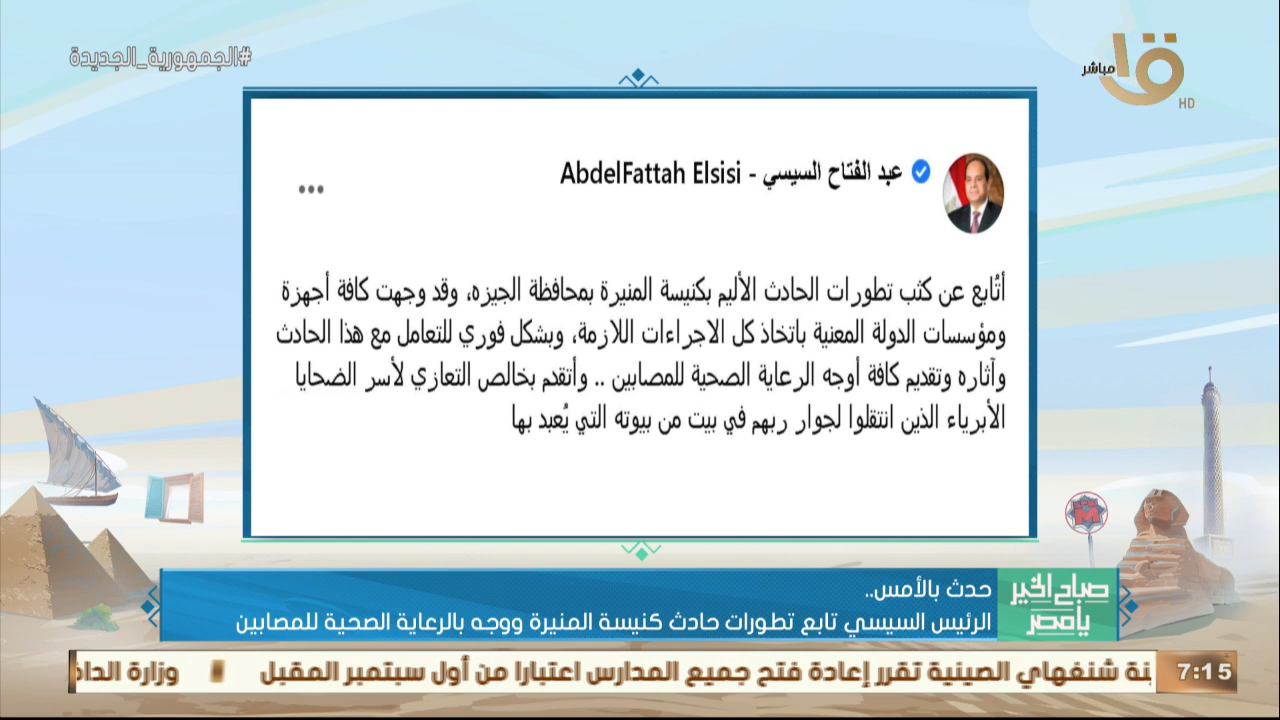 #الجمهورية_الجديدة
مباشر
HD
عبد الفتاح السيسي - AbdelFattah Elsisi
أتُابع عن كثب تطورات الحادث الأليم بكنيسة المنيرة بمحافظة الجيزه، وقد وجهت كافة أجهزة
ومؤسسات الدولة المعنية باتخاذ كل الاجراءات اللازمة، وبشكل فوري للتعامل مع هذا الحادث
وآثاره وتقديم كافة أوجه الرعاية الصحية للمصابين .. وأتقدم بخالص التعازي لأسر الضحايا
الأبرياء الذين انتقلوا لجوار ربهم في بيت من بيوته التي يُعبد بها
صباح الخير
يا مصر
حدث بالأمس..
الرئيس السيسي تابع تطورات حادث كنيسة المنيرة ووجه بالرعاية الصحية للمصابين
7:15
شنغهاي الصينية تقرر إعادة فتح جميع المدارس اعتبارا من أول سبتمبر المقبل وزارة